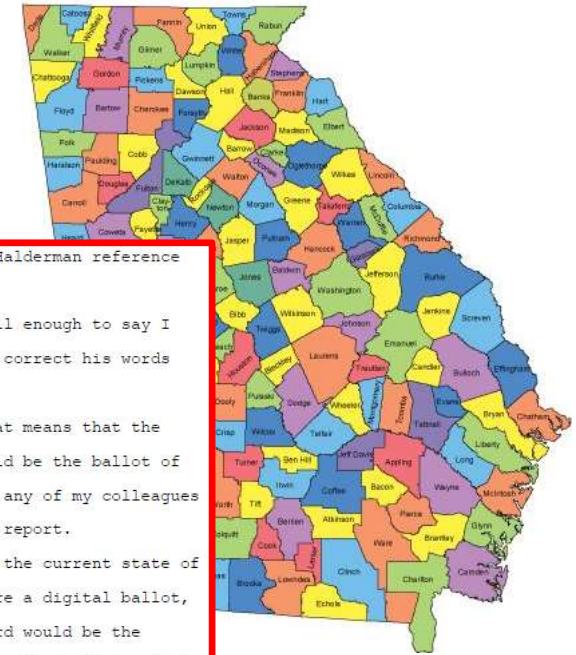 Dade
Catoosa
Whitfield
Murray
Fannin
Union
Towns
Rabun
Walker
Gilmer
Lumpkin
White
Habersham
Stephens
Chattooga
Gordon
Pickens
Dawson
Hall
Banks
Franklin
Hart
Floyd
Bartow
Cherokee
Forsyth
Jackson
Madison
Elbert
Polk
Haralson
Paulding
Cobb
Gwinnett
Barrow
Clarke
Oconee
Oglethorpe
Wilkes
Lincoln
Carroll
Douglas
Fulton
DeKalb
Rockdale
Walton
Newton
Morgan
Greene
Taliaferro
McDuffie
Columbia
Coweta
Fayette
Clay-
ton
Henry
Jasper
Putnam
Hancock
Warren
Richmond
Halderman reference
ll enough to say I
correct his words
at means that the
ld be the ballot of
any of my colleagues
report.
the current state of
re a digital ballot,
rd would be the
Jones
Baldwin
Washington
Jefferson
Burke
Bibb
Twiggs
Wilkinson
Johnson
Emanuel
Jenkins
Screven
Houston
Bleckley
Laurens
Treutlen
Candler
Bulloch
Effingham
Pulaski
Dodge
Wheeler
Montgomery
Toombs
Tattnall
Evans
Bryan
Chatham
Dooly
Crisp
Wilcox
Telfair
Jeff Davis
Appling
Long
Liberty
Turner
Ben Hill
Irwin
Coffee
Bacon
Wayne
McIntosh
Tift
Berrien
Atkinson
Pierce
Brantley
Glynn
Colquitt
Cook
Lanier
Ware
Clinch
Charlton
Camden
Brooks
Lowndes
Echols